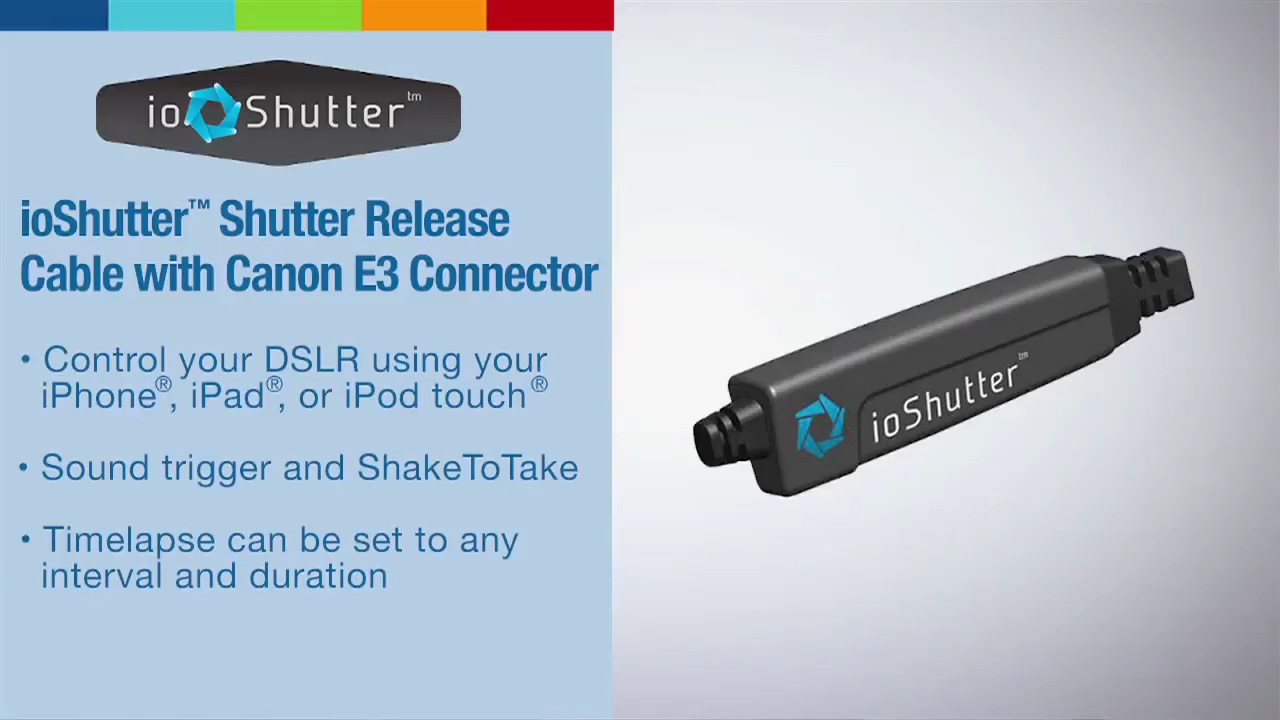 ioShutter™
ioShutter™ Shutter Release
Cable with Canon E3 Connector
• Control your DSLR using your
iPhone®, iPad®, or iPod touch®
• Sound trigger and ShakeToTake
• Timelapse can be set to any
interval and duration
ioShutter™